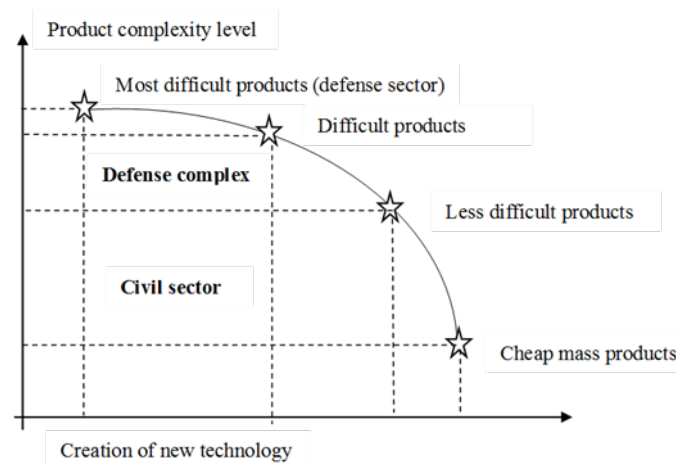 Product complexity level
Most difficult products (defense sector)
Difficult products
Defense complex
Less difficult products
Civil sector
Cheap mass products
Creation of new technology